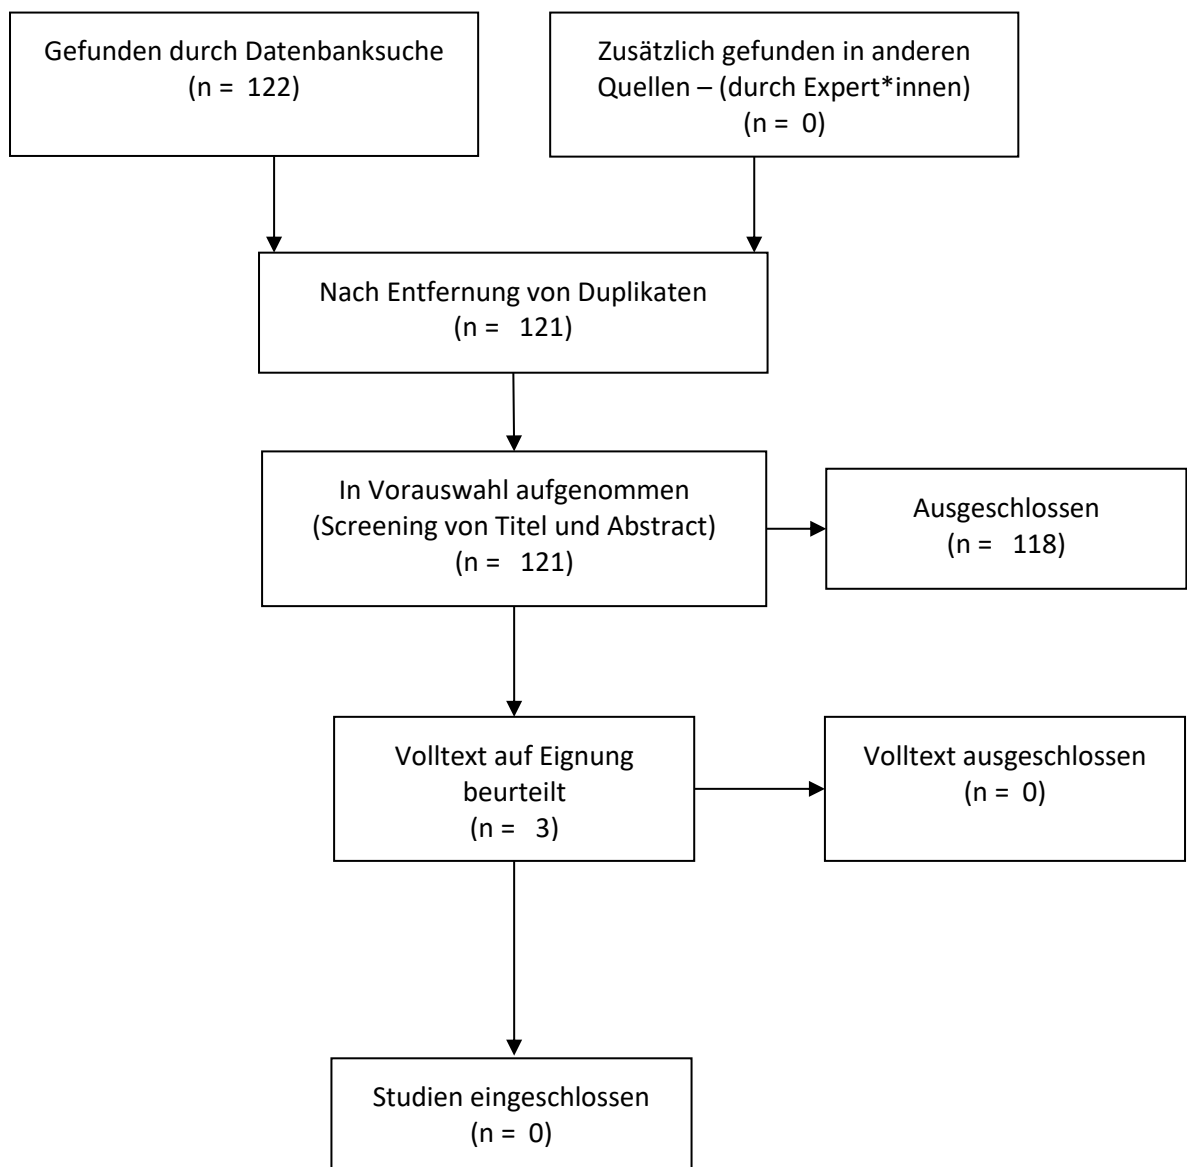 Gefunden durch Datenbanksuche
(n = 122)
Zusätzlich gefunden in anderen
Quellen – (durch Expert*innen)
(n = 0)
Nach Entfernung von Duplikaten
(n = 121)
In Vorauswahl aufgenommen
(Screening von Titel und Abstract)
(n = 121)
Ausgeschlossen
(n = 118)
Volltext auf Eignung
beurteilt
(n = 3)
Volltext ausgeschlossen
(n = 0)
Studien eingeschlossen
(n = 0)